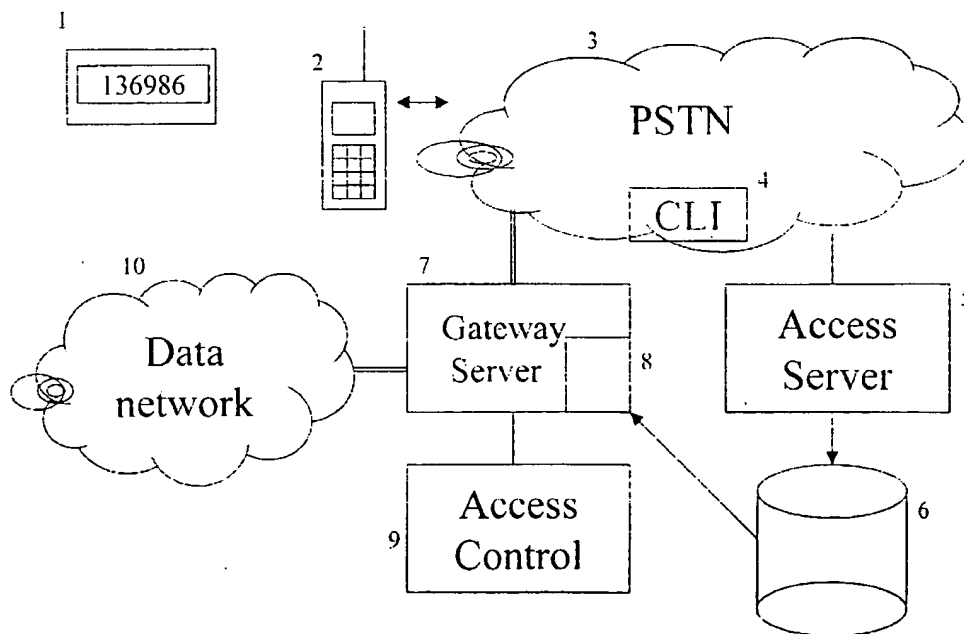 1
136986
2
3
PSTN
4
CLI
10
7
5
Data
network
Gateway
Server
8
Access
Server
9
Access
Control
6